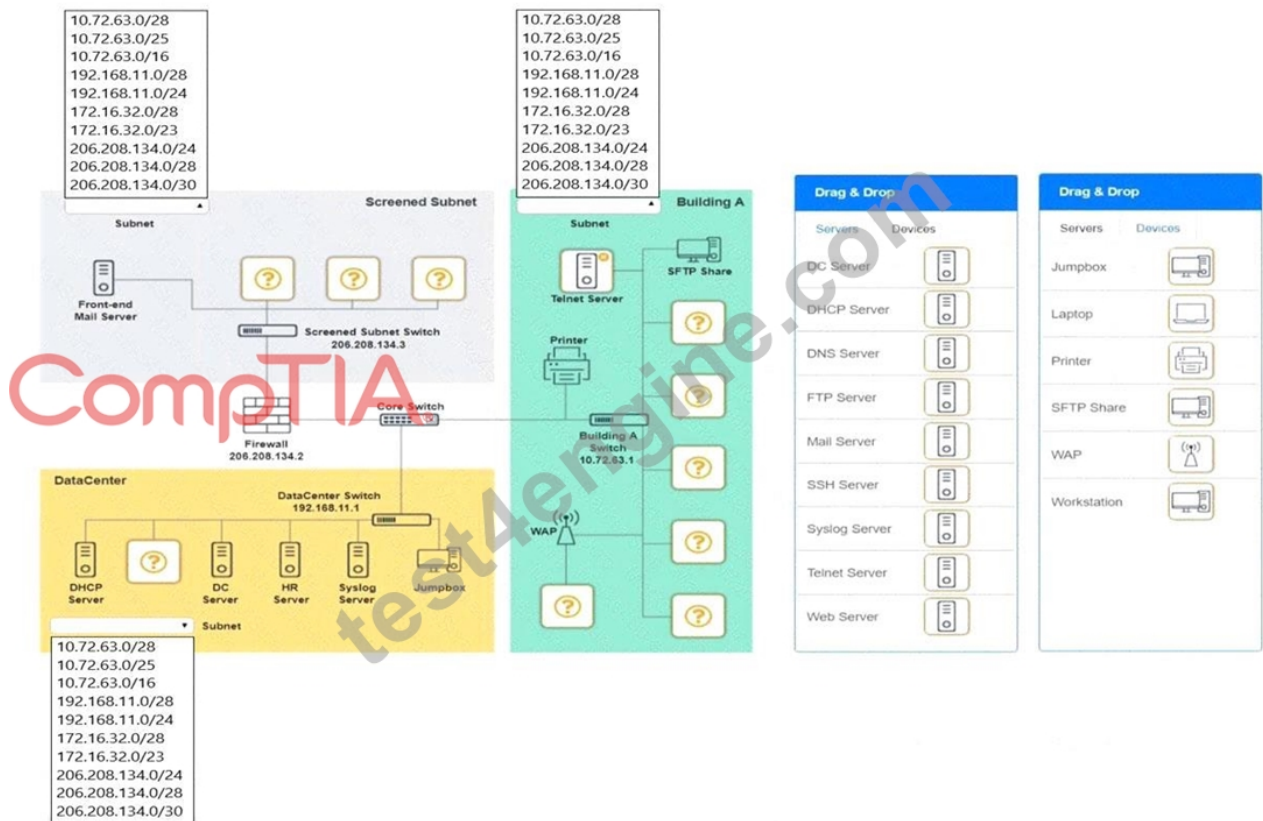 10.72.63.0/28
10.72.63.0/25
10.72.63.0/16
192.168.11.0/28
192.168.11.0/24
172.16.32.0/28
172.16.32.0/23
206.208.134.0/24
206.208.134.0/28
206.208.134.0/30
Subnet
Screened Subnet
Front-end
Mail Server
Screened Subnet Switch
206.208.134.3
CompTIA
Core Switch
Firewall
206.208.134.2
DataCenter
DataCenter Switch
192.168.11.1
DHCP
Server
DC
Server
HR
Server
Syslog
Server
Jumpbox
Subnet
10.72.63.0/28
10.72.63.0/25
10.72.63.0/16
192.168.11.0/28
192.168.11.0/24
172.16.32.0/28
172.16.32.0/23
206.208.134.0/24
206.208.134.0/28
206.208.134.0/30
10.72.63.0/28
10.72.63.0/25
10.72.63.0/16
192.168.11.0/28
192.168.11.0/24
172.16.32.0/28
172.16.32.0/23
206.208.134.0/24
206.208.134.0/28
206.208.134.0/30
Building A
Subnet
SFTP Share
Telnet Server
Printer
Building A
Switch
10.72.63.1
WAP
test4engine.com
Drag & Drop
Servers Devices
DC Server
DHCP Server
DNS Server
FTP Server
Mail Server
SSH Server
Syslog Server
Telnet Server
Web Server
Drag & Drop
Servers Devices
Jumpbox
Laptop
Printer
SFTP Share
WAP
Workstation
?
?
?
?
?
?
?
?
?
?